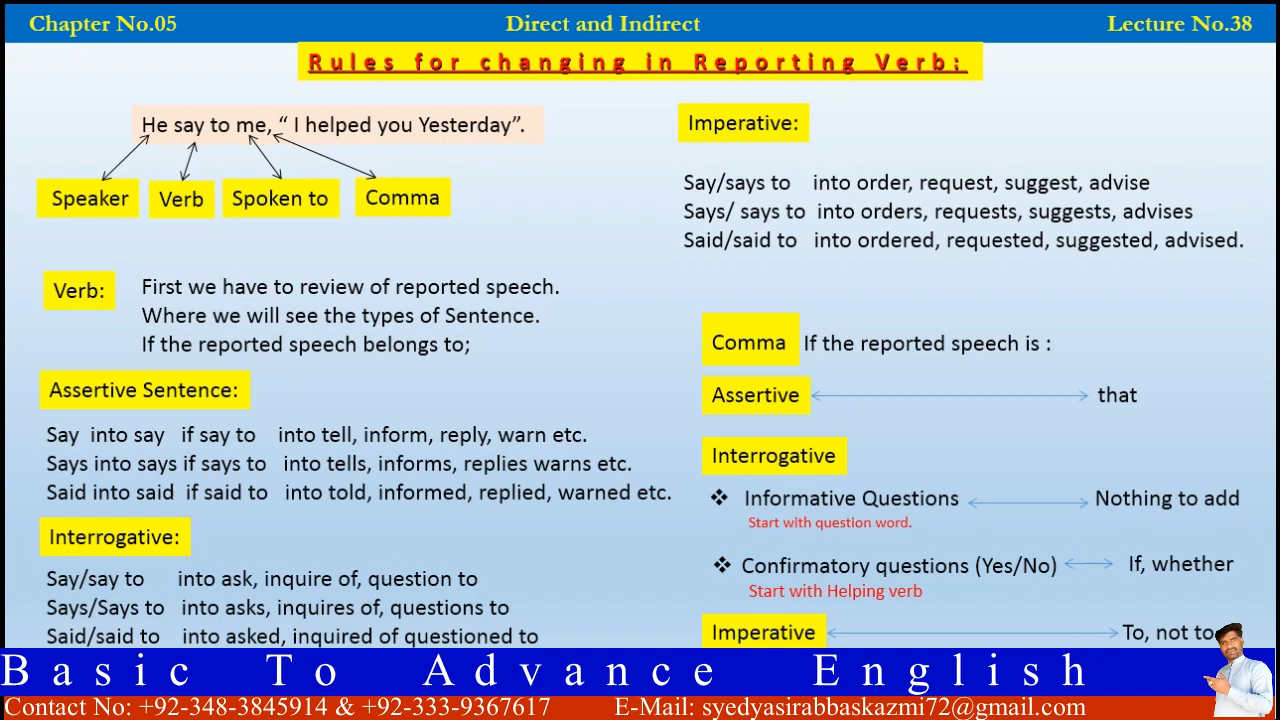 Chapter No.05 Direct and Indirect Lecture No.38
Rules for changing in Reporting Verb:
He say to me, “ I helped you Yesterday”.
Speaker Verb Spoken to Comma
Verb: First we have to review of reported speech.
Where we will see the types of Sentence.
If the reported speech belongs to;
Assertive Sentence:
Say into say if say to into tell, inform, reply, warn etc.
Says into says if says to into tells, informs, replies warns etc.
Said into said if said to into told, informed, replied, warned etc.
Interrogative:
Say/say to into ask, inquire of, question to
Says/Says to into asks, inquires of, questions to
Said/said to into asked, inquired of questioned to
Imperative:
Say/says to into order, request, suggest, advise
Says/ says to into orders, requests, suggests, advises
Said/said to into ordered, requested, suggested, advised.
Comma If the reported speech is :
Assertive that
Interrogative
❖ Informative Questions Nothing to add
Start with question word.
❖ Confirmatory questions (Yes/No) If, whether
Start with Helping verb
Imperative To, not to
Basic To Advance English
Contact No: +92-348-3845914 & +92-333-9367617 E-Mail: syedyasirabbaskazmi72@gmail.com